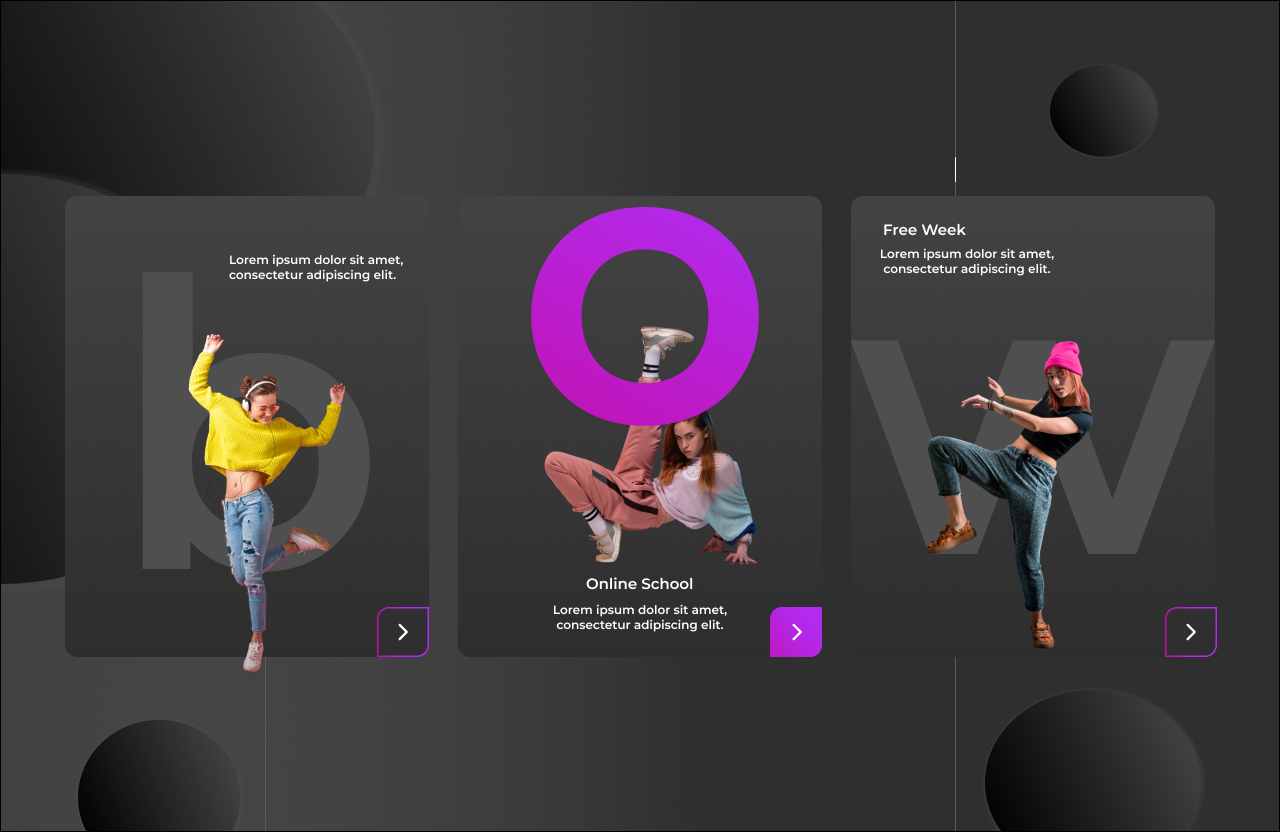 b
Lorem ipsum dolor sit amet,
consectetur adipiscing elit.
O
Online School
Lorem ipsum dolor sit amet,
consectetur adipiscing elit.
Free Week
Lorem ipsum dolor sit amet,
consectetur adipiscing elit.
w